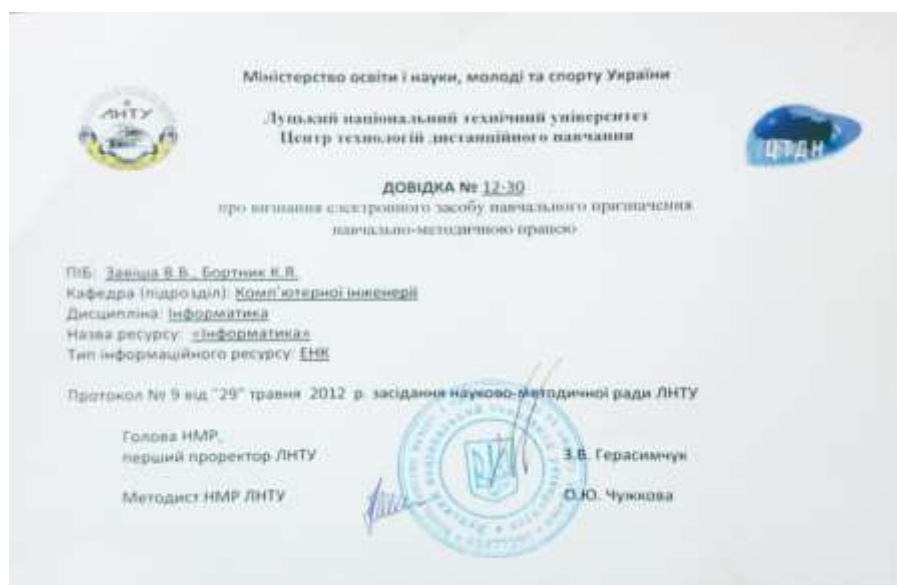 Міністерство освіти і науки, молоді та спорту України
ЛНТУ
Луцький національний технічний університет
Центр технологій дистанційного навчання
ЦТДН
ДОВІДКА № 12-30
про визнання електронного засобу навчального призначення
навчально-методичною працею
ПІБ: Завіша В.В., Бортник К.Я.
Кафедра (підрозділ): Комп'ютерної інженерії
Дисципліна: Інформатика
Назва ресурсу: «Інформатика»
Тип інформаційного ресурсу: ЕНК
Протокол № 9 від "29" травня 2012 р. засідання науково-методичної ради ЛНТУ
Голова НМР,
перший проректор ЛНТУ
З.В. Герасимчук
Методист НМР ЛНТУ
О.Ю. Чужкова